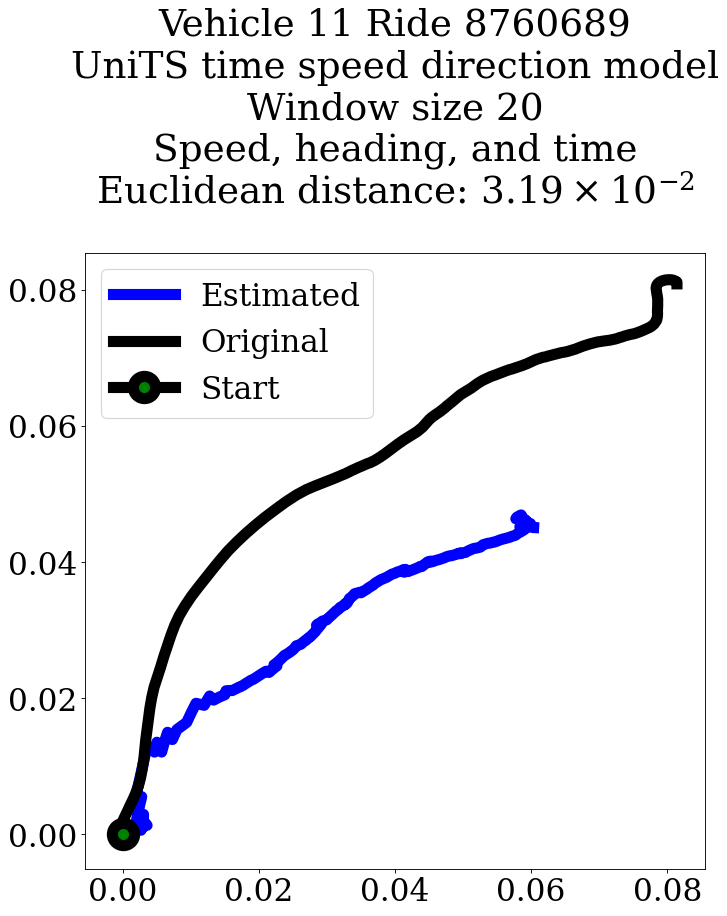 Vehicle 11 Ride 8760689
UniTS time speed direction model
Window size 20
Speed, heading, and time
Euclidean distance: 3.19 × 10⁻²
Estimated
Original
Start
0.08
0.06
0.04
0.02
0.00
0.00 0.02 0.04 0.06 0.08